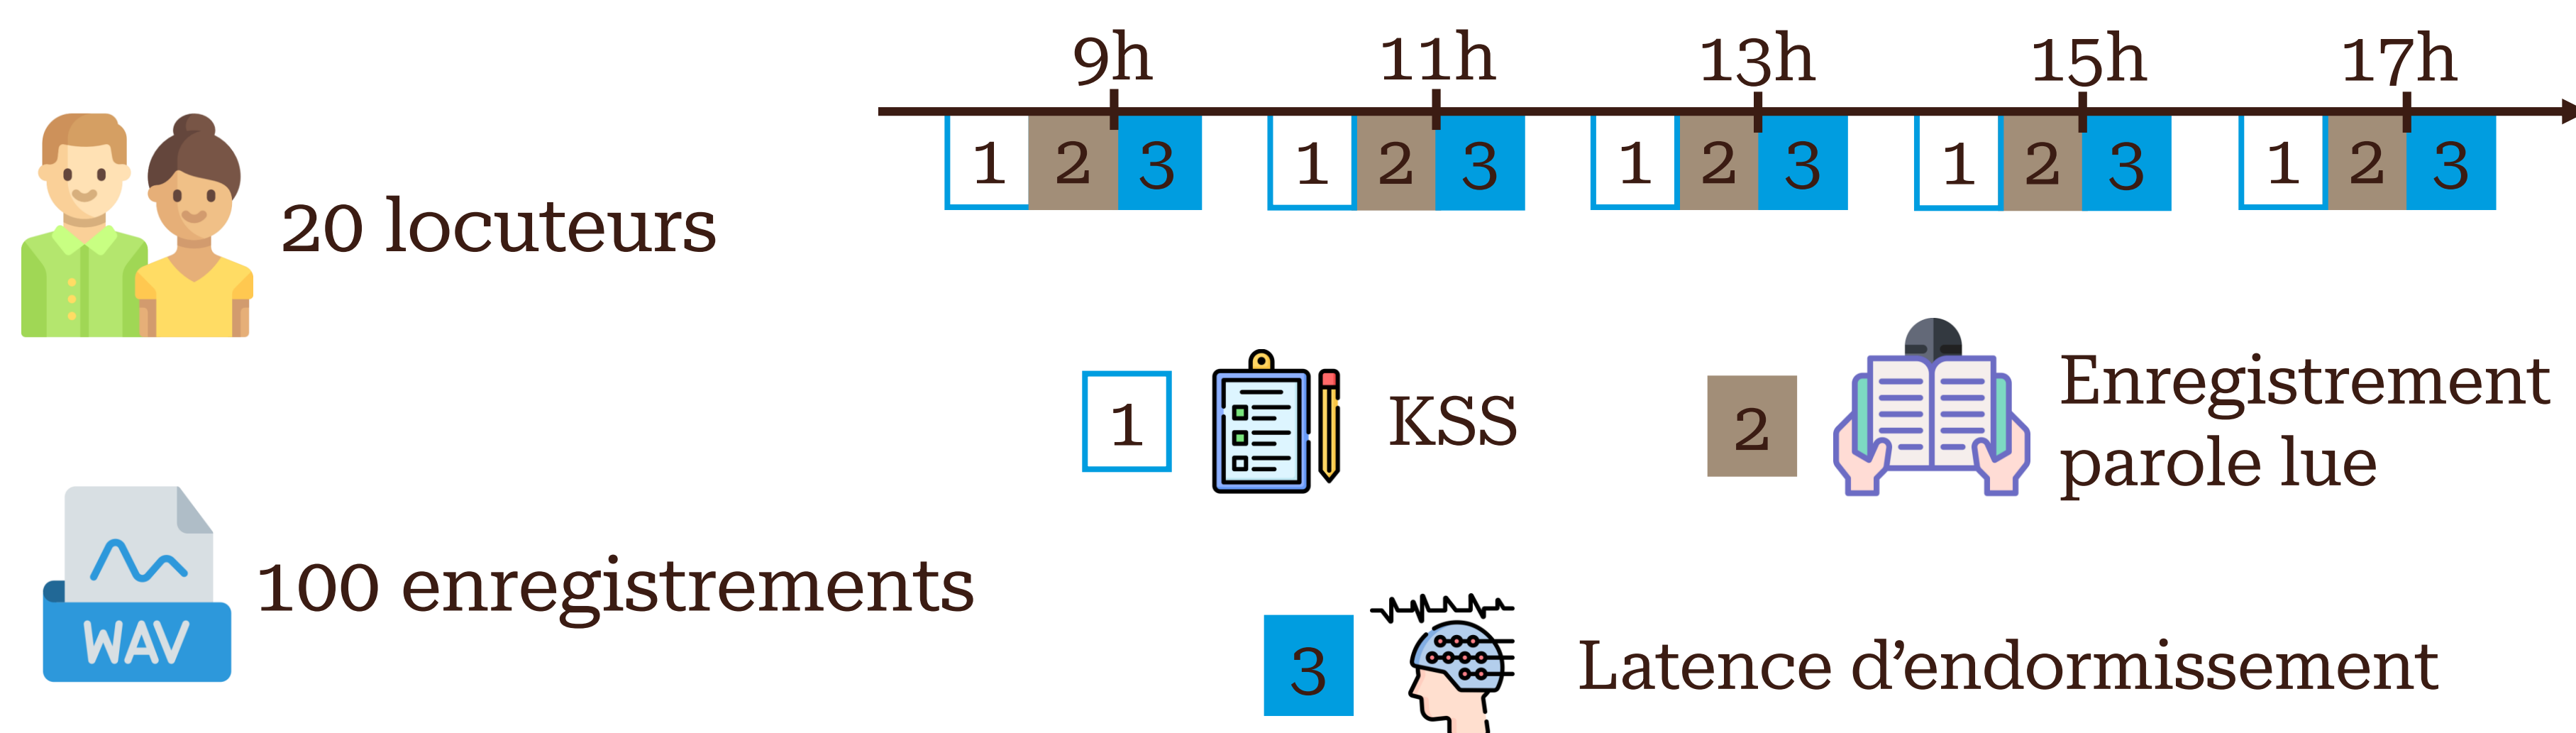 9h 11h 13h 15h 17h
1 2 3 1 2 3 1 2 3 1 2 3 1 2 3
20 locuteurs
1 KSS
2 Enregistrement
parole lue
WAV
100 enregistrements
3 Latence d’endormissement